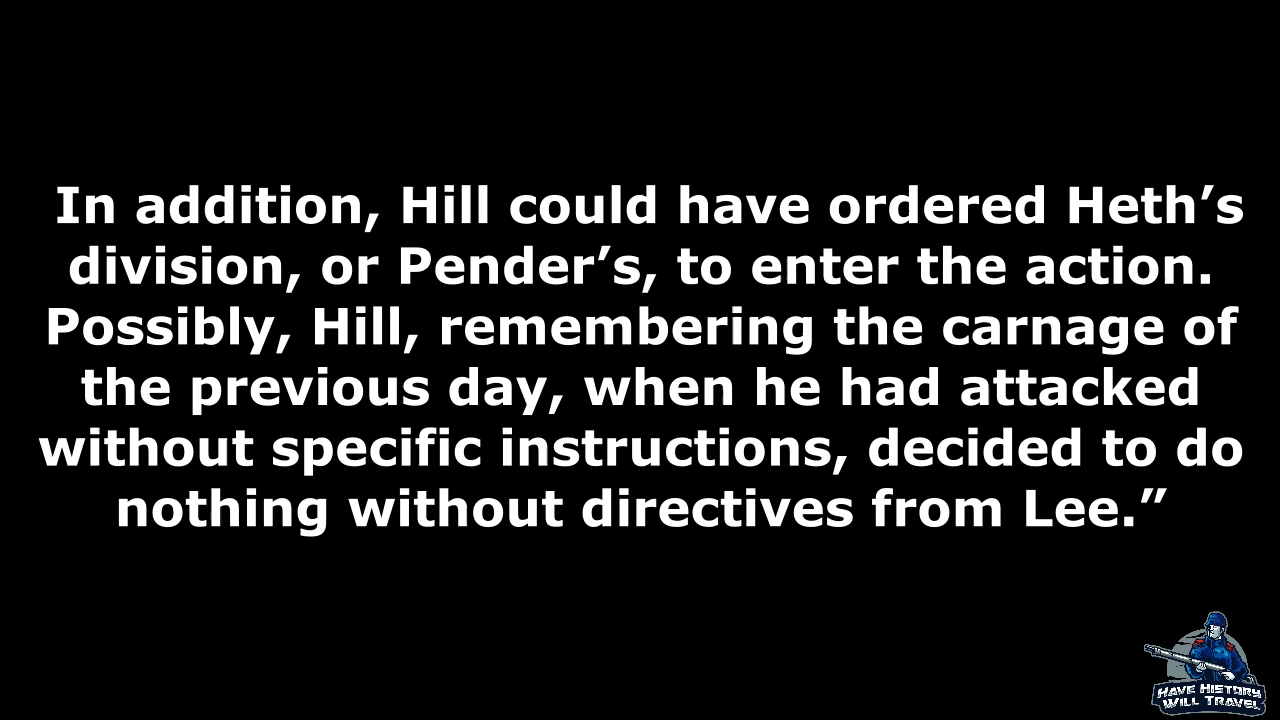 In addition, Hill could have ordered Heth’s
division, or Pender’s, to enter the action.
Possibly, Hill, remembering the carnage of
the previous day, when he had attacked
without specific instructions, decided to do
nothing without directives from Lee.”
HAVE HISTORY
WILL TRAVEL